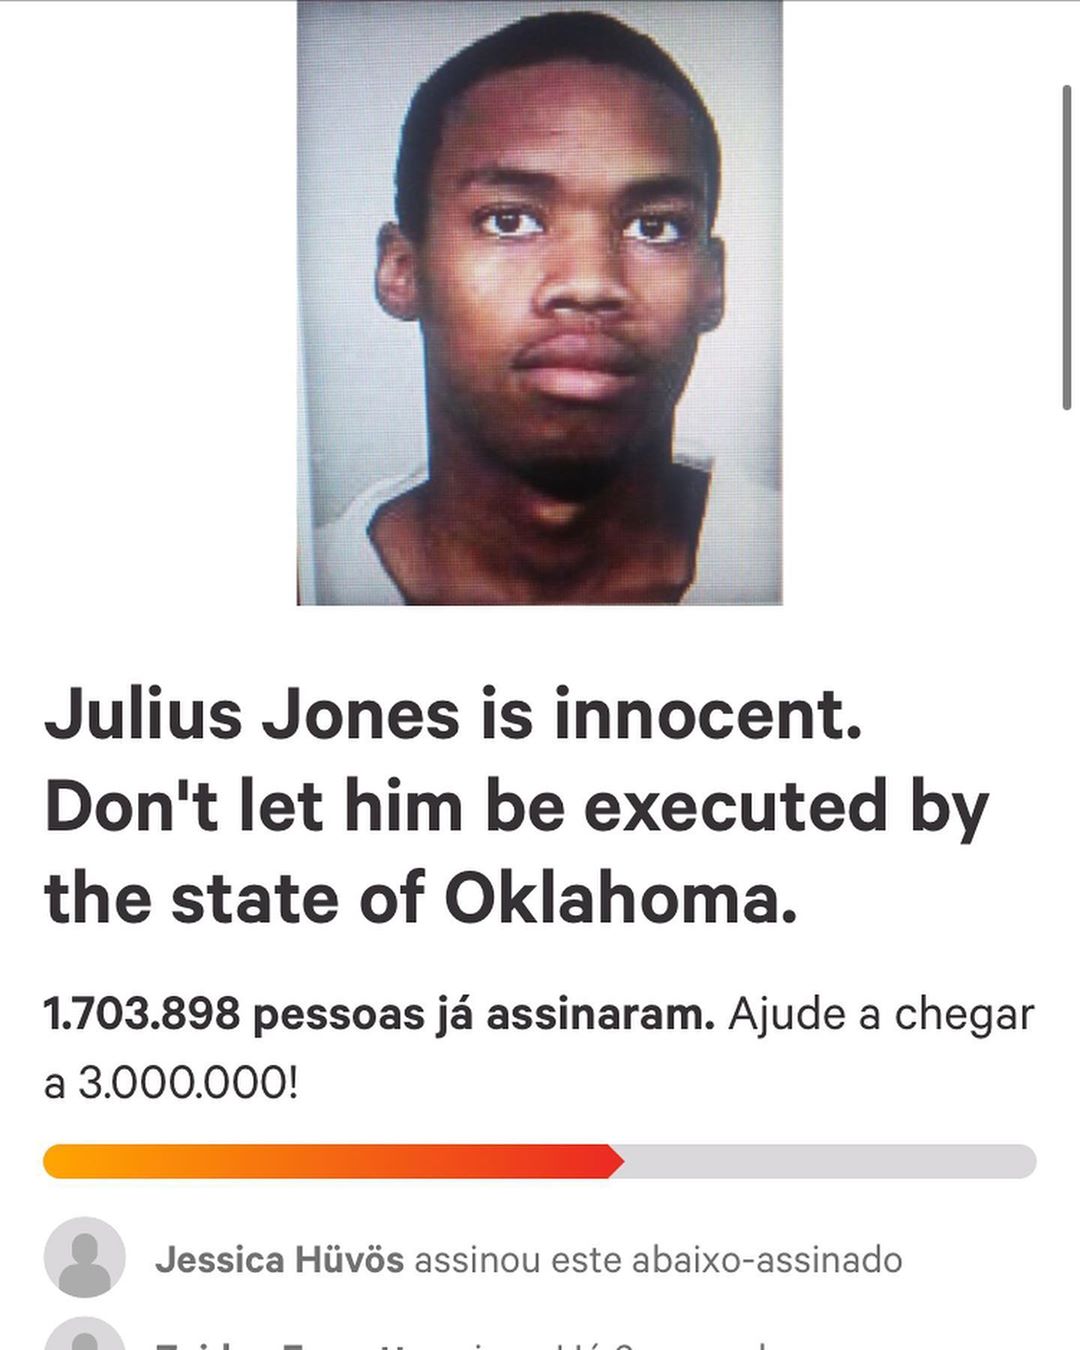 Julius Jones is innocent.
Don't let him be executed by
the state of Oklahoma.
1.703.898 pessoas já assinaram. Ajude a chegar
a 3.000.000!
Jessica Hüvös assinou este abaixo-assinado